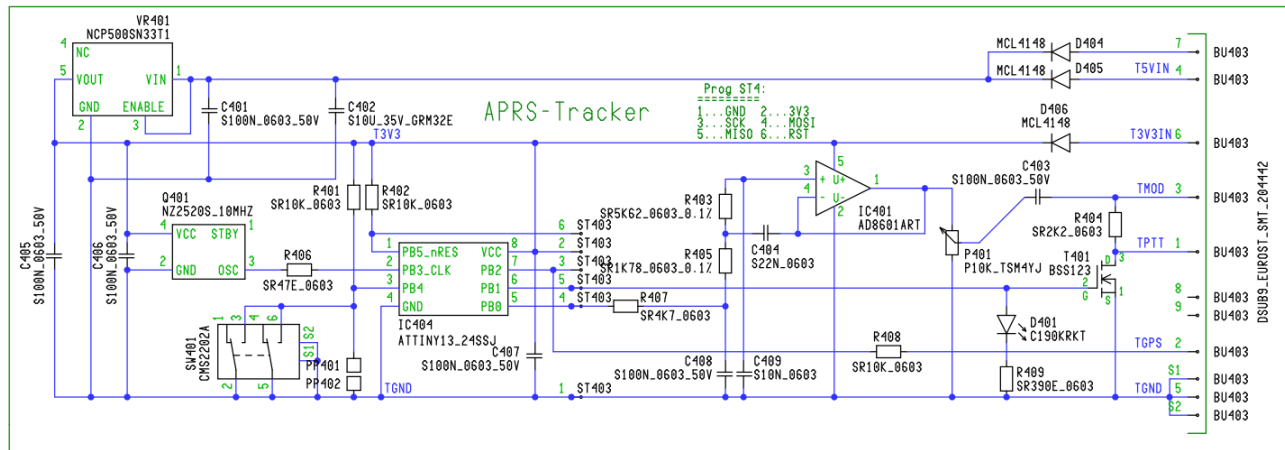 VR401
NCP500SN33T1
4
NC
5
VOUT
VIN
1
GND
ENABLE
2
3
C401
S100N_0603_50V
C402
S10U_35V_GRM32E
APRS-Tracker
Prog ST4:
========
1...GND 2...3V3
3...SCK 4...MOSI
5...MISO 6...RST
MCL4148
D404
7
BU403
MCL4148
D405
T5VIN
4
BU403
D406
MCL4148
T3V3IN
6
BU403
T3V3
C403
S100N_0603_50V
TMOD
3
BU403
R401
SR10K_0603
R402
SR10K_0603
R403
SR5K62_0603_0.1%
3
+
U+
5
4
-
U-
2
1
IC401
AD8601ART
R404
SR2K2_0603
TPTT
1
BU403
Q401
NZ2520S_10MHZ
4
VCC
STBY
1
2
GND
OSC
3
C405
S100N_0603_50V
C406
S100N_0603_50V
R406
SR47E_0603
1
PB5_nRES
VCC
8
2
PB3_CLK
PB2
7
3
PB4
PB1
6
4
GND
PB0
5
IC404
ATTINY13_24SSJ
6
ST403
2
ST403
3
ST403
5
ST403
4
ST403
R405
SR1K78_0603_0.1%
C404
S22N_0603
P401
P10K_TSM4YJ
T401
BSS123
D
3
2
G
S
1
8
BU403
9
BU403
DSUB9_EUROST_SMT_204442
R407
SR4K7_0603
D401
C190KRKT
R408
SR10K_0603
TGPS
2
BU403
SW401
CMS2202A
1
3
4
6
S2
S1
2
5
PP401
PP402
C407
S100N_0603_50V
C408
S100N_0603_50V
C409
S10N_0603
R409
SR390E_0603
TGND
1
ST403
S1
BU403
TGND
5
BU403
S2
BU403